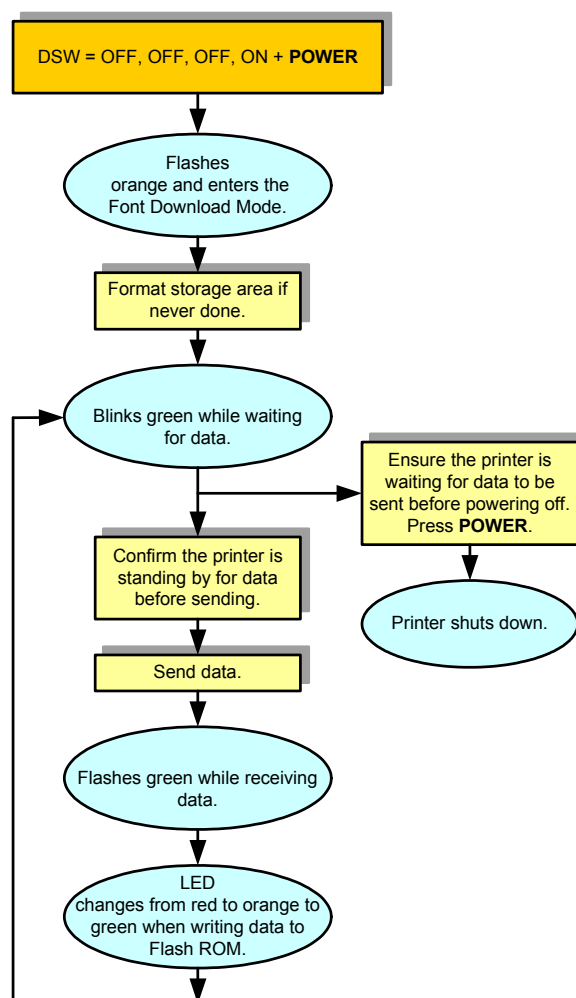 DSW = OFF, OFF, OFF, ON + POWER
Flashes
orange and enters the
Font Download Mode.
Format storage area if
never done.
Blinks green while waiting
for data.
Ensure the printer is
waiting for data to be
sent before powering off.
Press POWER.
Confirm the printer is
standing by for data
before sending.
Printer shuts down.
Send data.
Flashes green while receiving
data.
LED
changes from red to orange to
green when writing data to
Flash ROM.